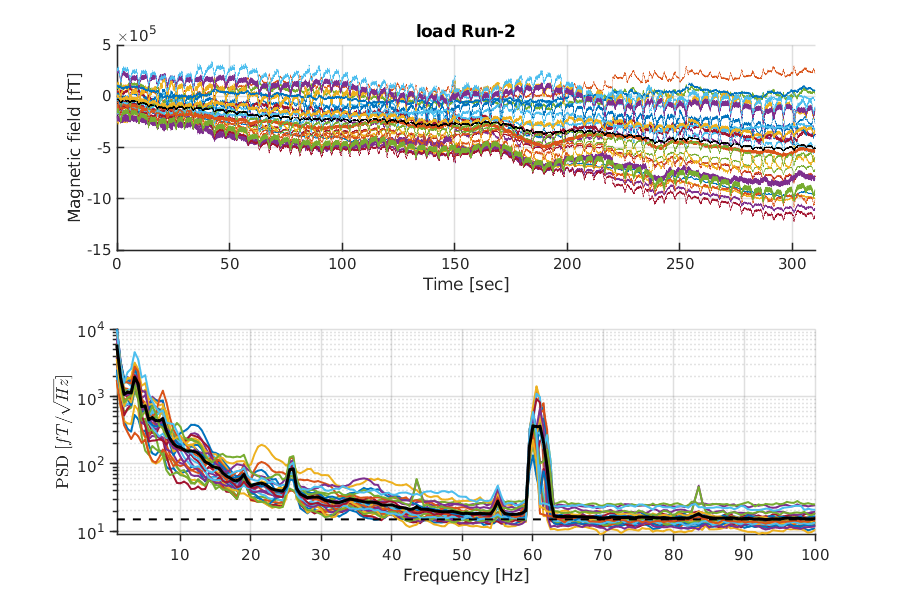 load Run-2
×10^5
5
0
-5
-10
-15
Magnetic field [fT]
0 50 100 150 200 250 300
Time [sec]
10^4
10^3
10^2
10^1
PSD [fT/√Hz]
10 20 30 40 50 60 70 80 90 100
Frequency [Hz]